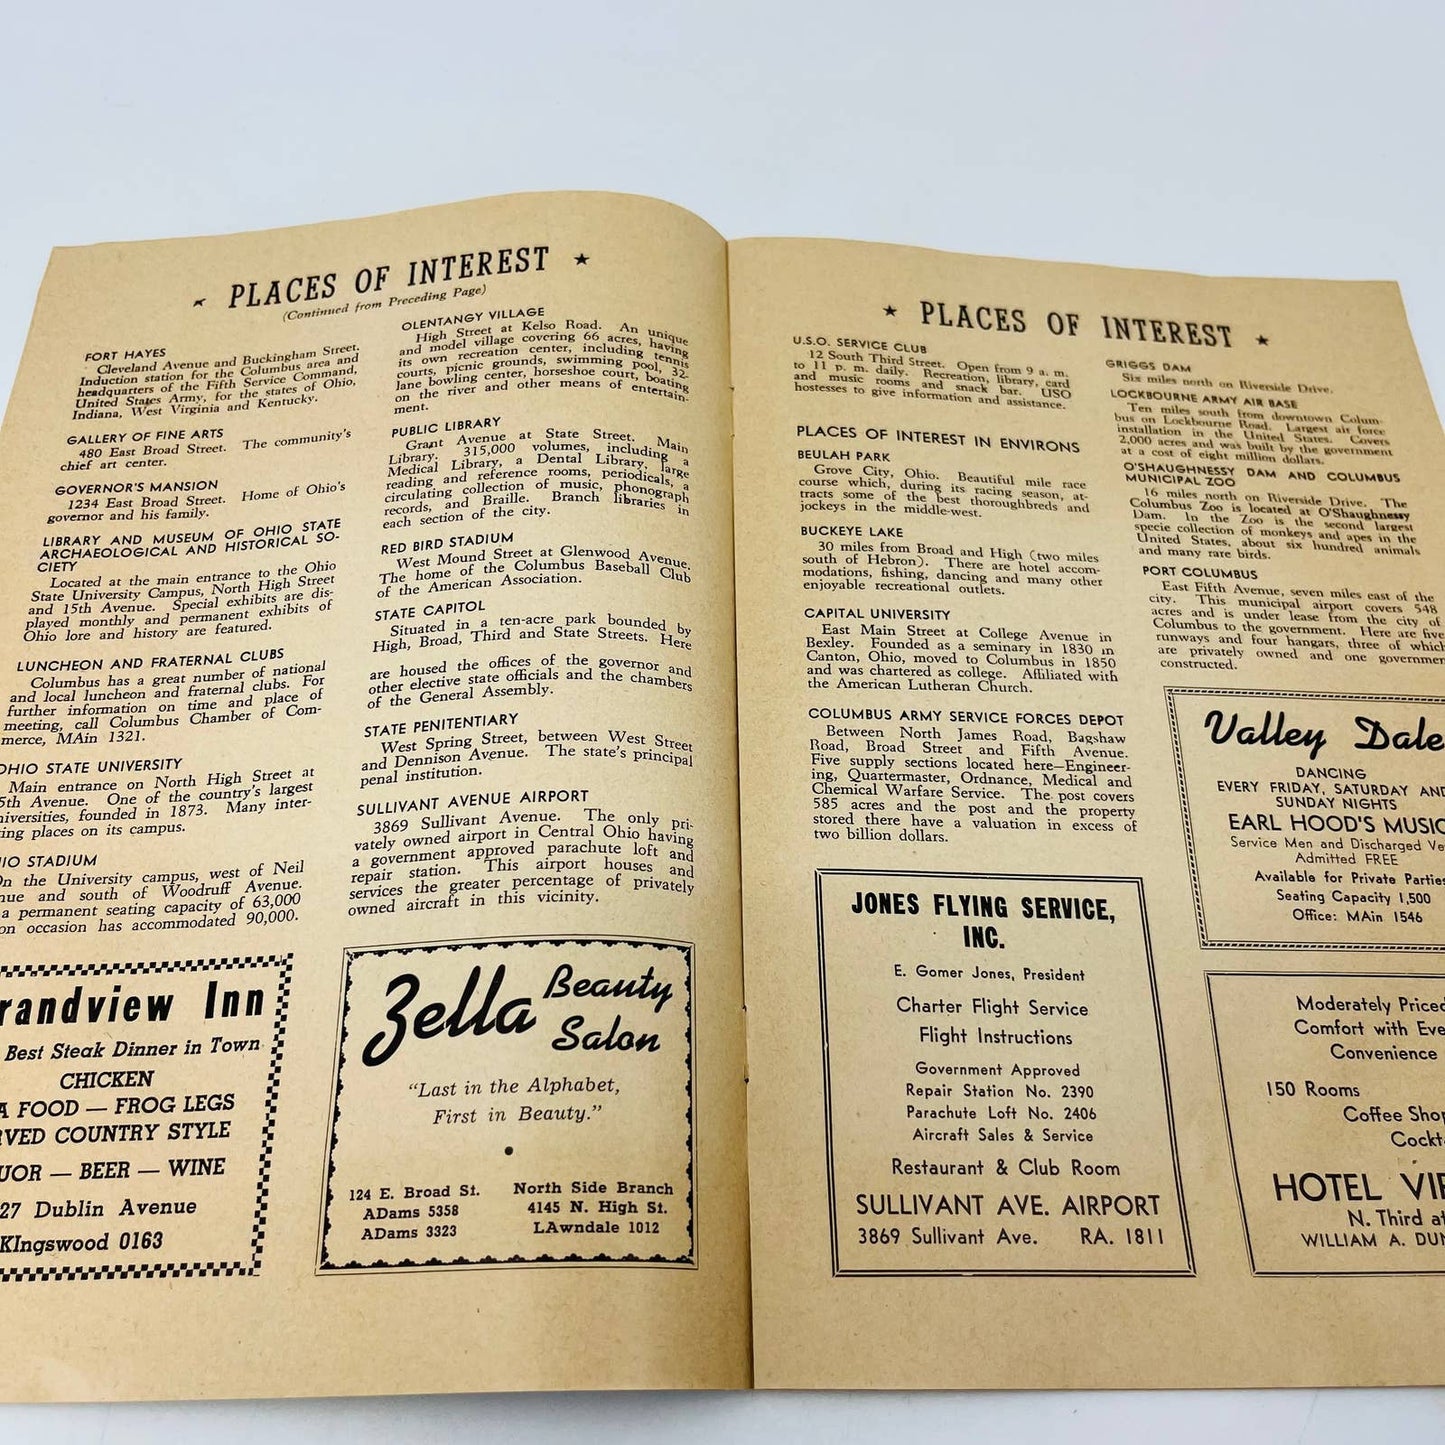 PLACES OF INTEREST
(Continued from Preceding Page)
FORT HAYES
Cleveland Avenue and Buckingham Street.
Induction station for the Columbus area and
headquarters of the Fifth Service Command,
United States Army, for the states of Ohio,
Indiana, West Virginia and Kentucky.
GALLERY OF FINE ARTS
480 East Broad Street. The community's
chief art center.
GOVERNOR'S MANSION
1234 East Broad Street. Home of Ohio's
governor and his family.
LIBRARY AND MUSEUM OF OHIO STATE
ARCHAEOLOGICAL AND HISTORICAL SO-
CIETY
Located at the main entrance to the Ohio
State University Campus, North High Street
and 15th Avenue. Special exhibits are dis-
played monthly and permanent exhibits of
Ohio lore and history are featured.
LUNCHEON AND FRATERNAL CLUBS
Columbus has a great number of national
and local luncheon and fraternal clubs. For
further information on time and place of
meeting, call Columbus Chamber of Com-
merce, MAin 1321.
OHIO STATE UNIVERSITY
Main entrance on North High Street at
5th Avenue. One of the country's largest
iversities, founded in 1873. Many inter-
ting places on its campus.
IO STADIUM
On the University campus, west of Neil
nue and south of Woodruff Avenue.
a permanent seating capacity of 63,000
on occasion has accommodated 90,000.
randview Inn
Best Steak Dinner in Town
CHICKEN
A FOOD — FROG LEGS
RVED COUNTRY STYLE
UOR — BEER — WINE
27 Dublin Avenue
KIngswood 0163
OLENTANGY VILLAGE
High Street at Kelso Road. An unique
and model village covering 66 acres, having
its own recreation center, including tennis
courts, picnic grounds, swimming pool, 32-
lane bowling center, horseshoe court, boating
on the river and other means of entertain-
ment.
PUBLIC LIBRARY
Grant Avenue at State Street. Main
Library. 315,000 volumes, including a
Medical Library, a Dental Library, large
reading and reference rooms, periodicals, a
circulating collection of music, phonograph
records, and Braille. Branch libraries in
each section of the city.
RED BIRD STADIUM
West Mound Street at Glenwood Avenue.
The home of the Columbus Baseball Club
of the American Association.
STATE CAPITOL
Situated in a ten-acre park bounded by
High, Broad, Third and State Streets. Here
are housed the offices of the governor and
other elective state officials and the chambers
of the General Assembly.
STATE PENITENTIARY
West Spring Street, between West Street
and Dennison Avenue. The state's principal
penal institution.
SULLIVANT AVENUE AIRPORT
3869 Sullivant Avenue. The only pri-
vately owned airport in Central Ohio having
a government approved parachute loft and
repair station. This airport houses and
services the greater percentage of privately
owned aircraft in this vicinity.
Zella Beauty
Salon
"Last in the Alphabet,
First in Beauty."
124 E. Broad St.
ADams 5358
ADams 3323
North Side Branch
4145 N. High St.
LAwndale 1012
PLACES OF INTEREST
U.S.O. SERVICE CLUB
12 South Third Street. Open from 9 a. m.
to 11 p. m. daily. Recreation, library, card
and music rooms and snack bar. USO
hostesses to give information and assistance.
PLACES OF INTEREST IN ENVIRONS
BEULAH PARK
Grove City, Ohio. Beautiful mile race
course which, during its racing season, at-
tracts some of the best thoroughbreds and
jockeys in the middle-west.
BUCKEYE LAKE
30 miles from Broad and High (two miles
south of Hebron). There are hotel accom-
modations, fishing, dancing and many other
enjoyable recreational outlets.
CAPITAL UNIVERSITY
East Main Street at College Avenue in
Bexley. Founded as a seminary in 1830 in
Canton, Ohio, moved to Columbus in 1850
and was chartered as college. Affiliated with
the American Lutheran Church.
COLUMBUS ARMY SERVICE FORCES DEPOT
Between North James Road, Bagshaw
Road, Broad Street and Fifth Avenue.
Five supply sections located here—Engineer-
ing, Quartermaster, Ordnance, Medical and
Chemical Warfare Service. The post covers
585 acres and the post and the property
stored there have a valuation in excess of
two billion dollars.
JONES FLYING SERVICE,
INC.
E. Gomer Jones, President
Charter Flight Service
Flight Instructions
Government Approved
Repair Station No. 2390
Parachute Loft No. 2406
Aircraft Sales & Service
Restaurant & Club Room
SULLIVANT AVE. AIRPORT
3869 Sullivant Ave. RA. 1811
GRIGGS DAM
Six miles north on Riverside Drive.
LOCKBOURNE ARMY AIR BASE
Ten miles south from downtown Colum-
bus on Lockbourne Road. Largest air force
installation in the United States. Covers
2,000 acres and was built by the government
at a cost of eight million dollars.
O'SHAUGHNESSY DAM AND COLUMBUS
MUNICIPAL ZOO
16 miles north on Riverside Drive. The
Columbus Zoo is located at O'Shaughnessy
Dam. In the Zoo is the second largest
specie collection of monkeys and apes in the
United States, about six hundred animals
and many rare birds.
PORT COLUMBUS
East Fifth Avenue, seven miles east of the
city. This municipal airport covers 548
acres and is under lease from the city of
Columbus to the government. Here are five
runways and four hangars, three of which
are privately owned and one government
constructed.
Valley Dale
DANCING
EVERY FRIDAY, SATURDAY AND
SUNDAY NIGHTS
EARL HOOD'S MUSIC
Service Men and Discharged Ve
Admitted FREE
Available for Private Parties
Seating Capacity 1,500
Office: MAin 1546
Moderately Priced
Comfort with Eve
Convenience
150 Rooms
Coffee Shop
Cockt
HOTEL VI
N. Third at
WILLIAM A. DUN